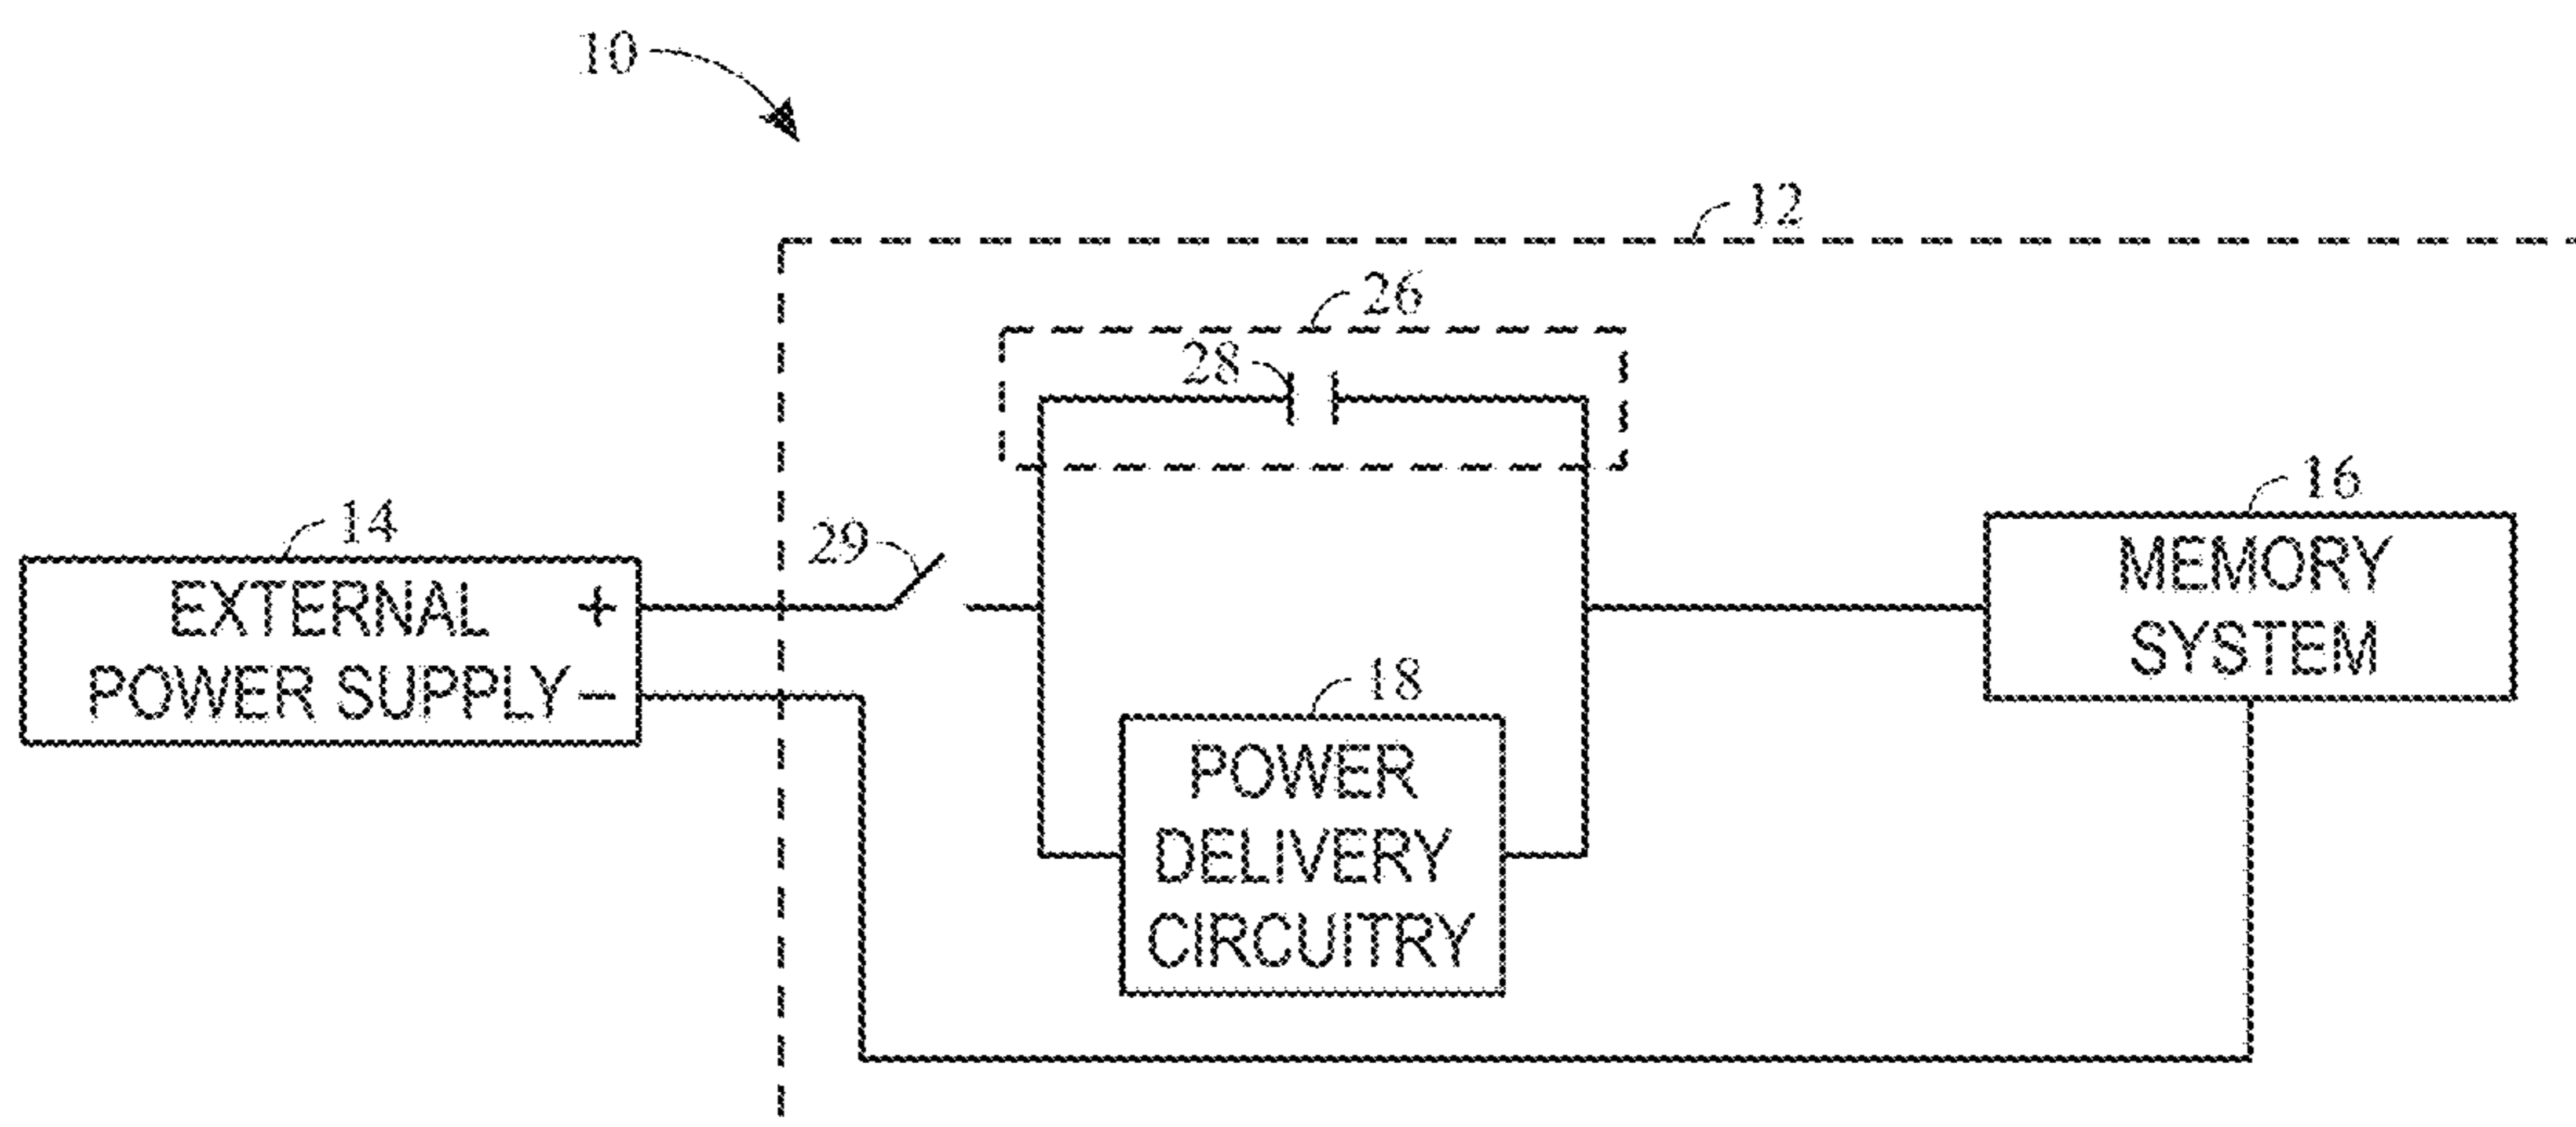 10
12
26
28
14
29
16
EXTERNAL +
POWER SUPPLY −
MEMORY
SYSTEM
18
POWER
DELIVERY
CIRCUITRY